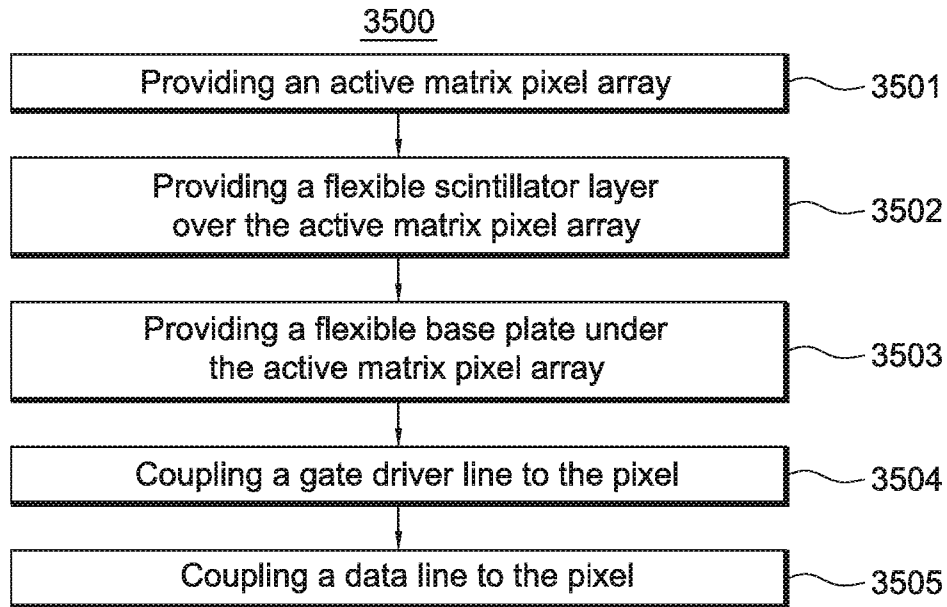 3500
Providing an active matrix pixel array
3501
Providing a flexible scintillator layer
over the active matrix pixel array
3502
Providing a flexible base plate under
the active matrix pixel array
3503
Coupling a gate driver line to the pixel
3504
Coupling a data line to the pixel
3505